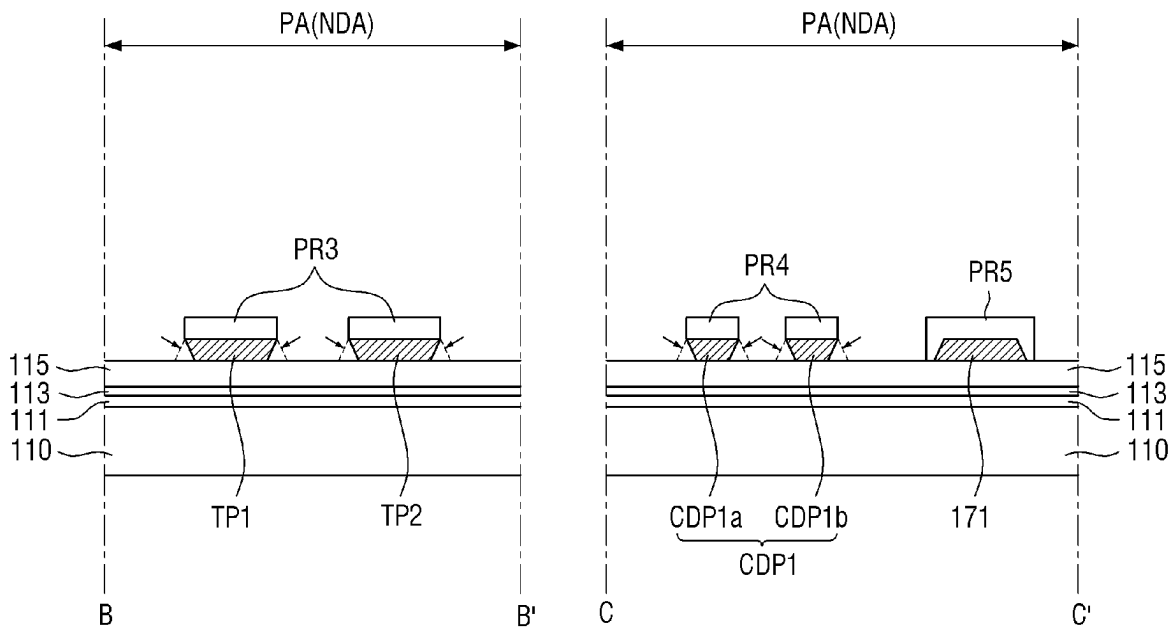 PA(NDA)
PA(NDA)
PR3
PR4
PR5
115
113
111
110
115
113
111
110
TP1
TP2
CDP1a
CDP1b
171
CDP1
B
B'
C
C'